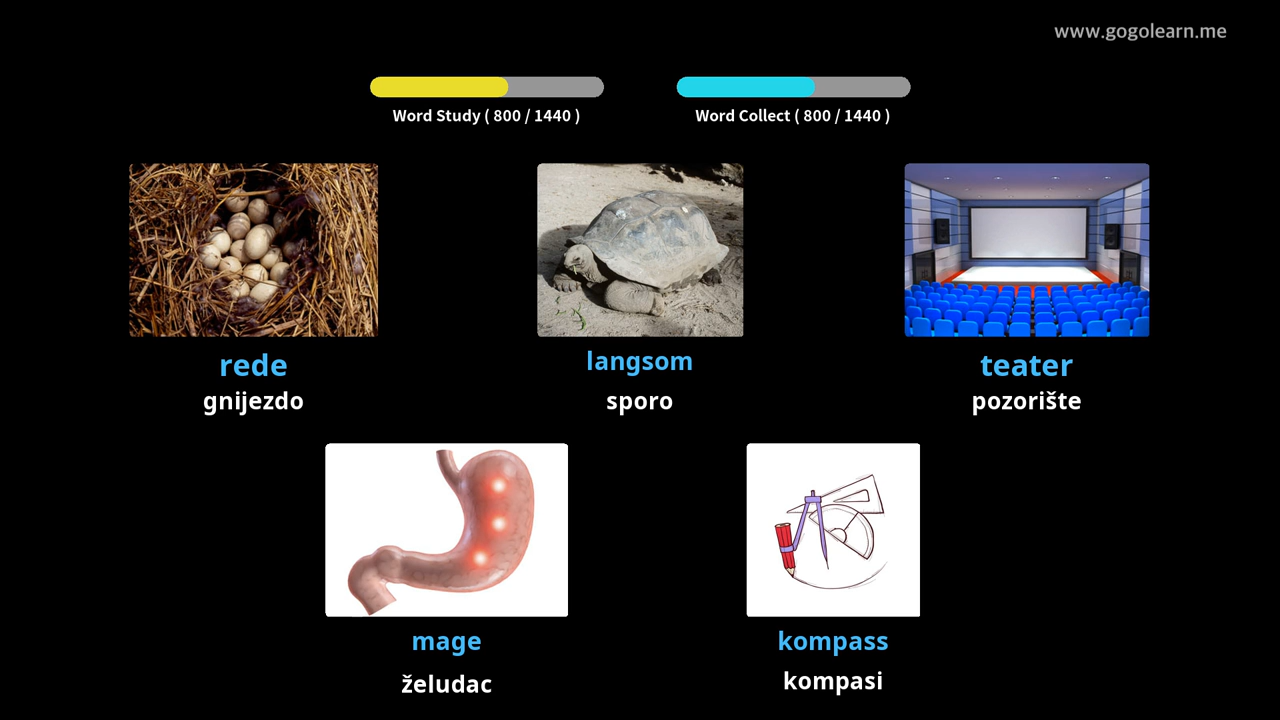 www.gogolearn.me
Word Study ( 800 / 1440 )
Word Collect ( 800 / 1440 )
rede
gnijezdo
langsom
sporo
teater
pozorište
mage
želudac
kompass
kompasi